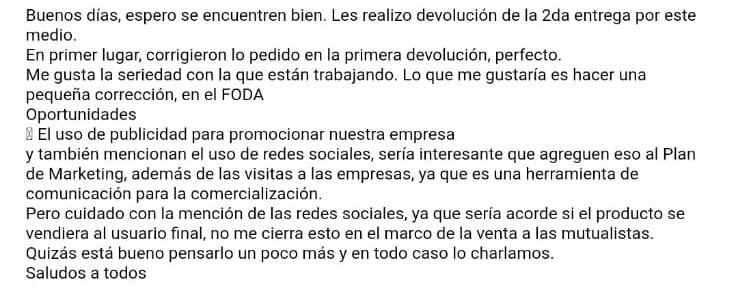 Buenos días, espero se encuentren bien. Les realizo devolución de la 2da entrega por este
medio.
En primer lugar, corrigieron lo pedido en la primera devolución, perfecto.
Me gusta la seriedad con la que están trabajando. Lo que me gustaría es hacer una
pequeña corrección, en el FODA
Oportunidades
El uso de publicidad para promocionar nuestra empresa
y también mencionan el uso de redes sociales, sería interesante que agreguen eso al Plan
de Marketing, además de las visitas a las empresas, ya que es una herramienta de
comunicación para la comercialización.
Pero cuidado con la mención de las redes sociales, ya que sería acorde si el producto se
vendiera al usuario final, no me cierra esto en el marco de la venta a las mutualistas.
Quizás está bueno pensarlo un poco más y en todo caso lo charlamos.
Saludos a todos